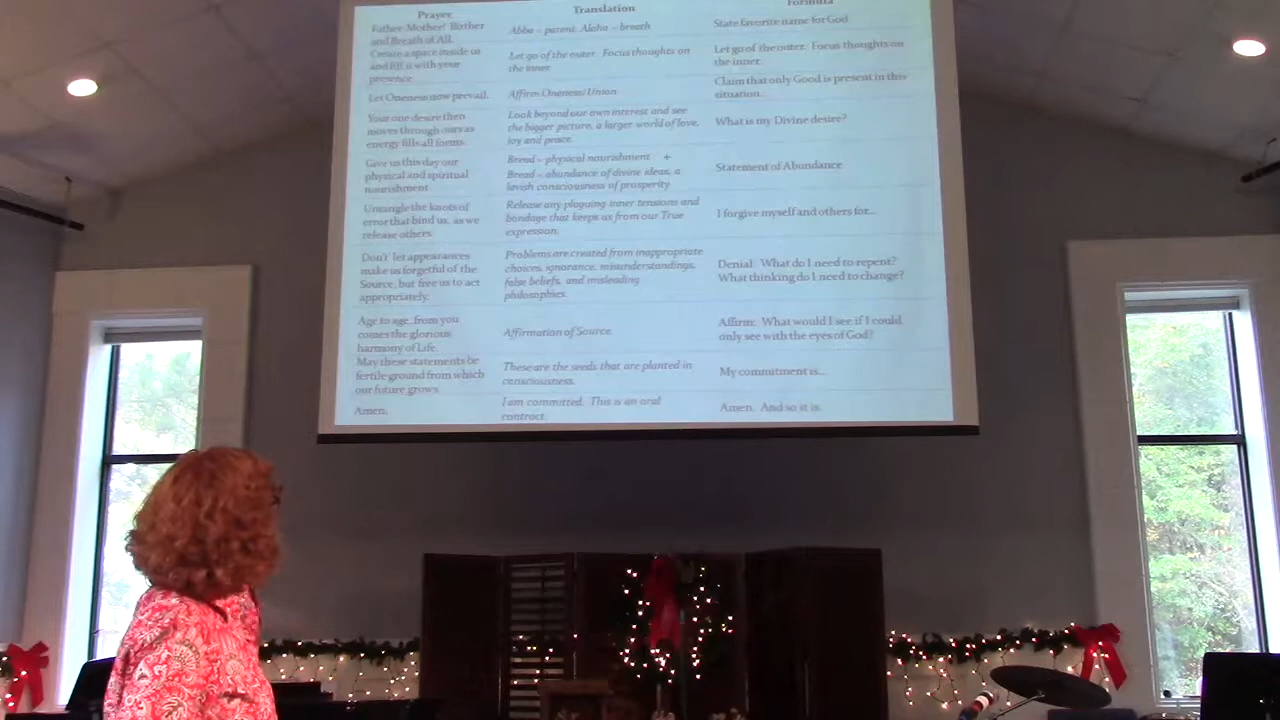 Prayer
Translation
Formula
Father-Mother! Birther
and Breath of All.
Abba – parent; Aloha – breath
State favorite name for God
Create a space inside us
and fill it with your
presence.
Let go of the outer. Focus thoughts on
the inner.
Let go of the outer. Focus thoughts on
the inner.
Let Oneness now prevail.
Affirm Oneness/Union
Claim that only Good is present in this
situation...
Your one desire then
moves through ours as
energy fills all forms.
Look beyond our own interest and see
the bigger picture, a larger world of love,
joy and peace.
What is my Divine desire?
Give us this day our
physical and spiritual
nourishment.
Bread – physical nourishment +
Bread – abundance of divine ideas, a
lavish consciousness of prosperity
Statement of Abundance
Untangle the knots of
error that bind us, as we
release others.
Release any plaguing inner tensions and
bondage that keeps us from our True
expression.
I forgive myself and others for...
Don't let appearances
make us forgetful of the
Source, but free us to act
appropriately.
Problems are created from inappropriate
choices, ignorance, misunderstandings,
false beliefs, and misleading
philosophies.
Denial: What do I need to repent?
What thinking do I need to change?
Age to age, from you
comes the glorious
harmony of Life.
Affirmation of Source
Affirm: What would I see if I could
only see with the eyes of God?
May these statements be
fertile ground from which
our future grows.
These are the seeds that are planted in
consciousness.
My commitment is...
Amen.
I am committed. This is an oral
contract.
Amen. And so it is.